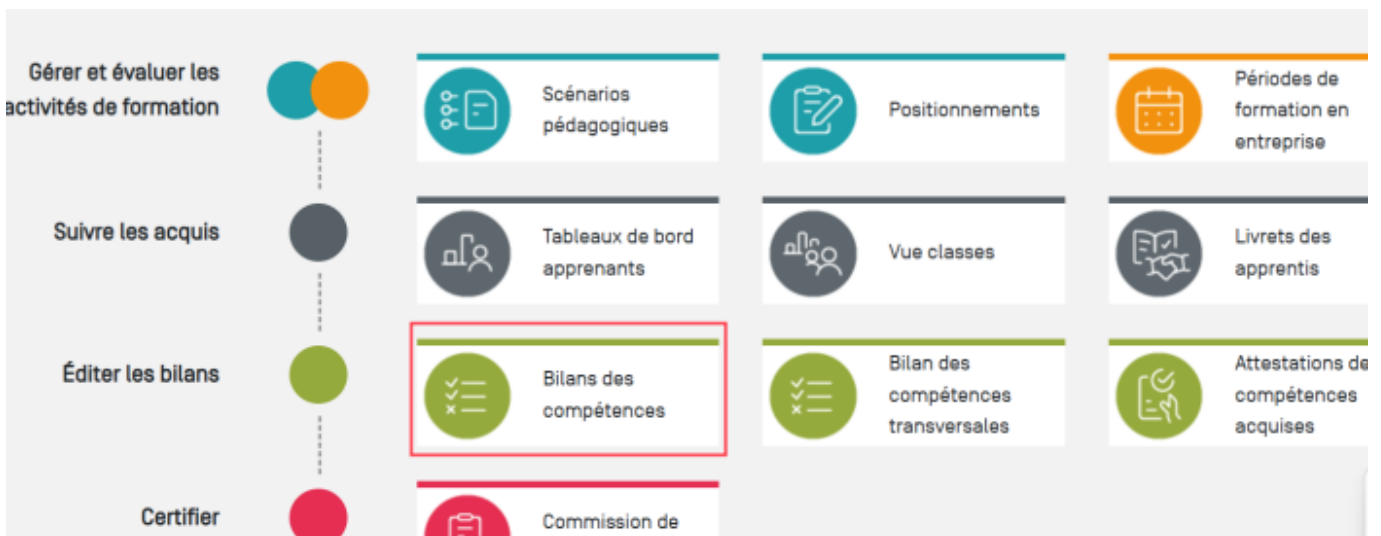 Gérer et évaluer les
activités de formation
Scénarios
pédagogiques
Positionnements
Périodes de
formation en
entreprise
Suivre les acquis
Tableaux de bord
apprenants
Vue classes
Livrets des
apprentis
Éditer les bilans
Bilans des
compétences
Bilan des
compétences
transversales
Attestations de
compétences
acquises
Certifier
Commission de